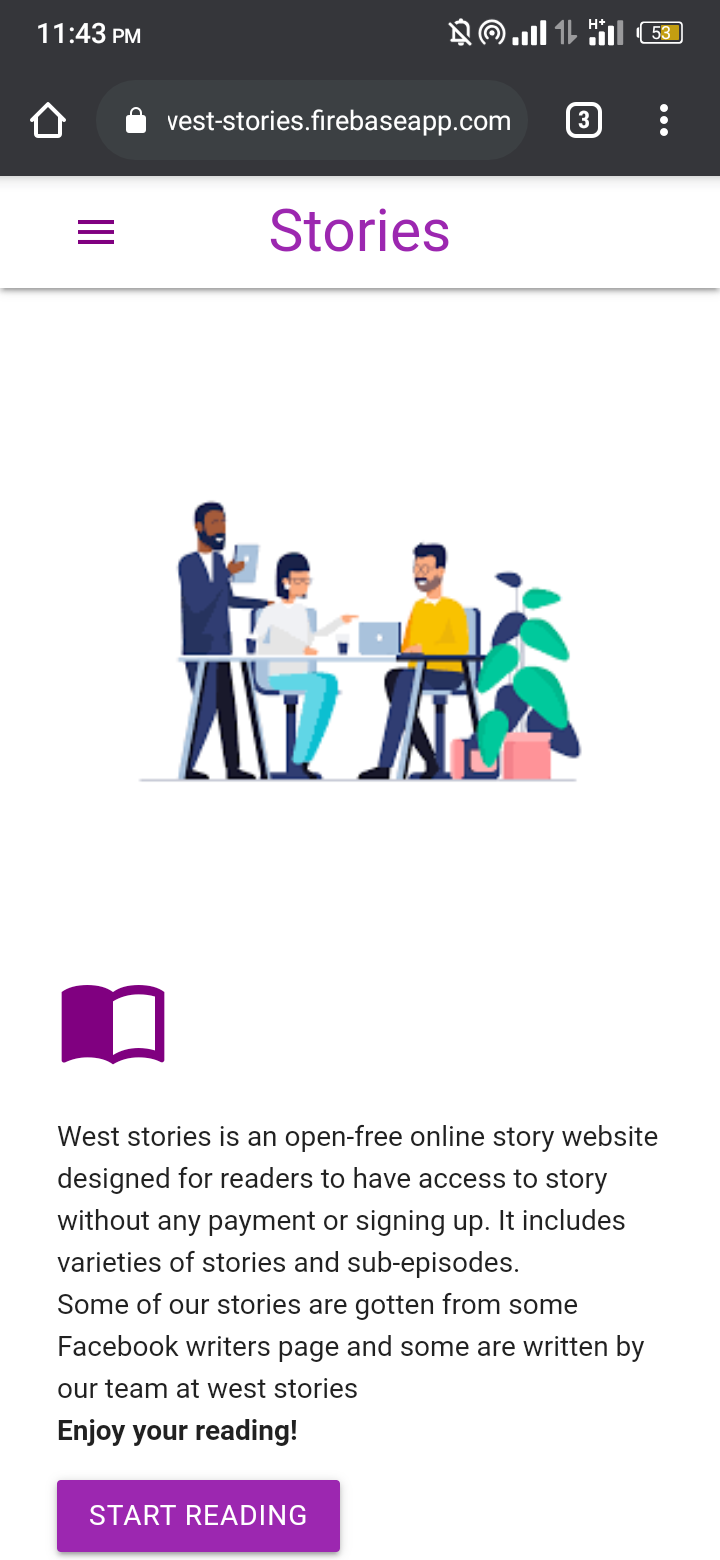 11:43 PM
H+
53
vest-stories.firebaseapp.com
3
Stories
West stories is an open-free online story website
designed for readers to have access to story
without any payment or signing up. It includes
varieties of stories and sub-episodes.
Some of our stories are gotten from some
Facebook writers page and some are written by
our team at west stories
Enjoy your reading!
START READING